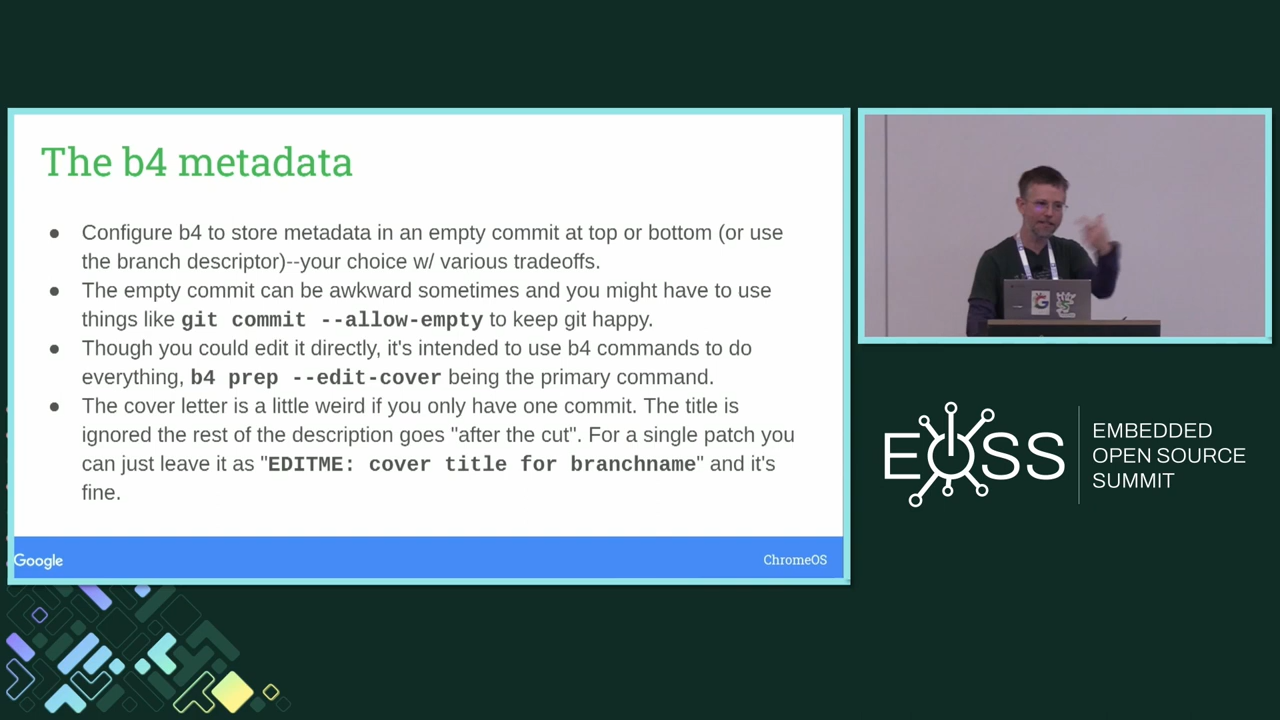 The b4 metadata
● Configure b4 to store metadata in an empty commit at top or bottom (or use
the branch descriptor)--your choice w/ various tradeoffs.
● The empty commit can be awkward sometimes and you might have to use
things like git commit --allow-empty to keep git happy.
● Though you could edit it directly, it's intended to use b4 commands to do
everything, b4 prep --edit-cover being the primary command.
● The cover letter is a little weird if you only have one commit. The title is
ignored the rest of the description goes "after the cut". For a single patch you
can just leave it as "EDITME: cover title for branchname" and it's
fine.
Google
ChromeOS
G
EOSS
EMBEDDED
OPEN SOURCE
SUMMIT